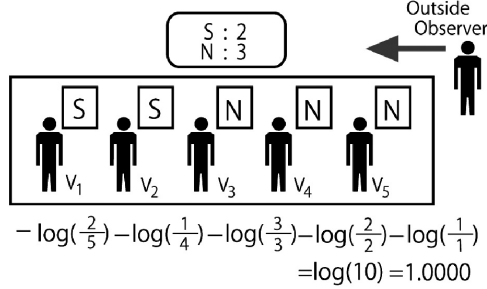 Outside
Observer
S : 2
N : 3
S S N N N
V₁ V₂ V₃ V₄ V₅
−log(2/5)−log(1/4)−log(3/3)−log(2/2)−log(1/1)
=log(10)=1.0000